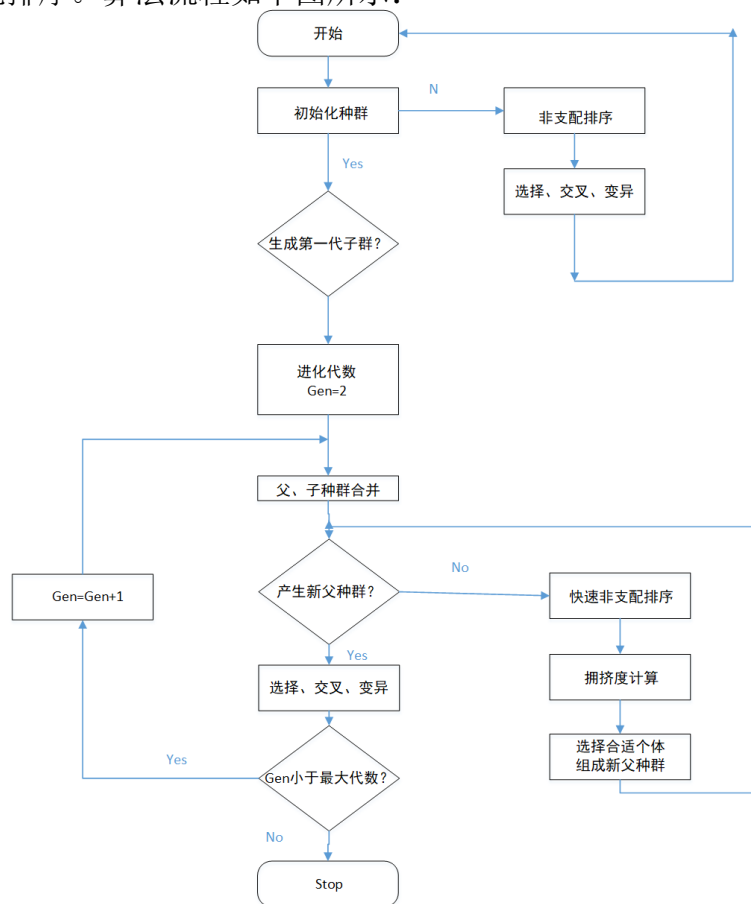 开始
N
初始化种群
非支配排序
Yes
选择、交叉、变异
生成第一代子群?
进化代数
Gen=2
父、子种群合并
No
产生新父种群?
Gen=Gen+1
快速非支配排序
Yes
选择、交叉、变异
拥挤度计算
选择合适个体
组成新父种群
Yes
Gen小于最大代数?
No
Stop